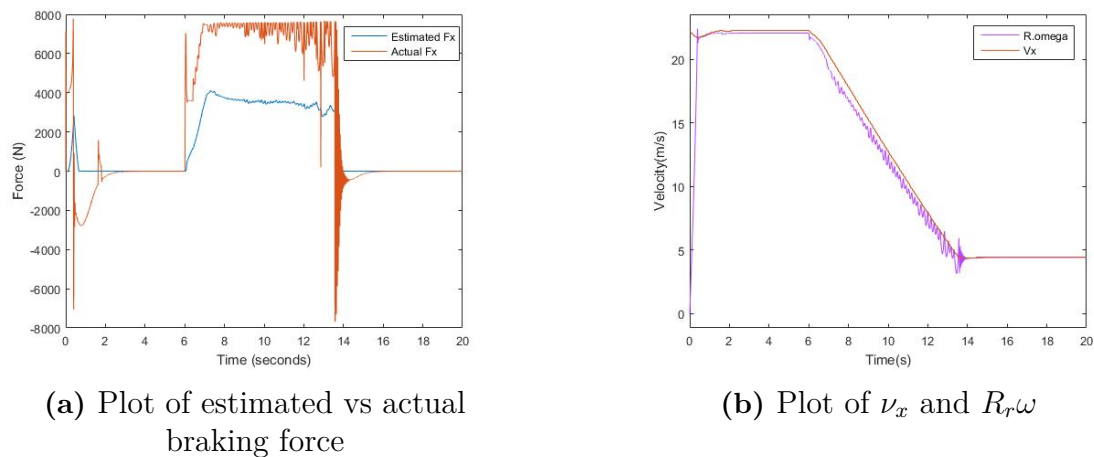 8000
6000
4000
2000
0
-2000
-4000
-6000
-8000
Force (N)
0 2 4 6 8 10 12 14 16 18 20
Time (seconds)
Estimated Fx
Actual Fx
(a) Plot of estimated vs actual
braking force
20
15
10
5
0
Velocity(m/s)
0 2 4 6 8 10 12 14 16 18 20
Time(s)
R.omega
Vx
(b) Plot of νₓ and Rᵣω